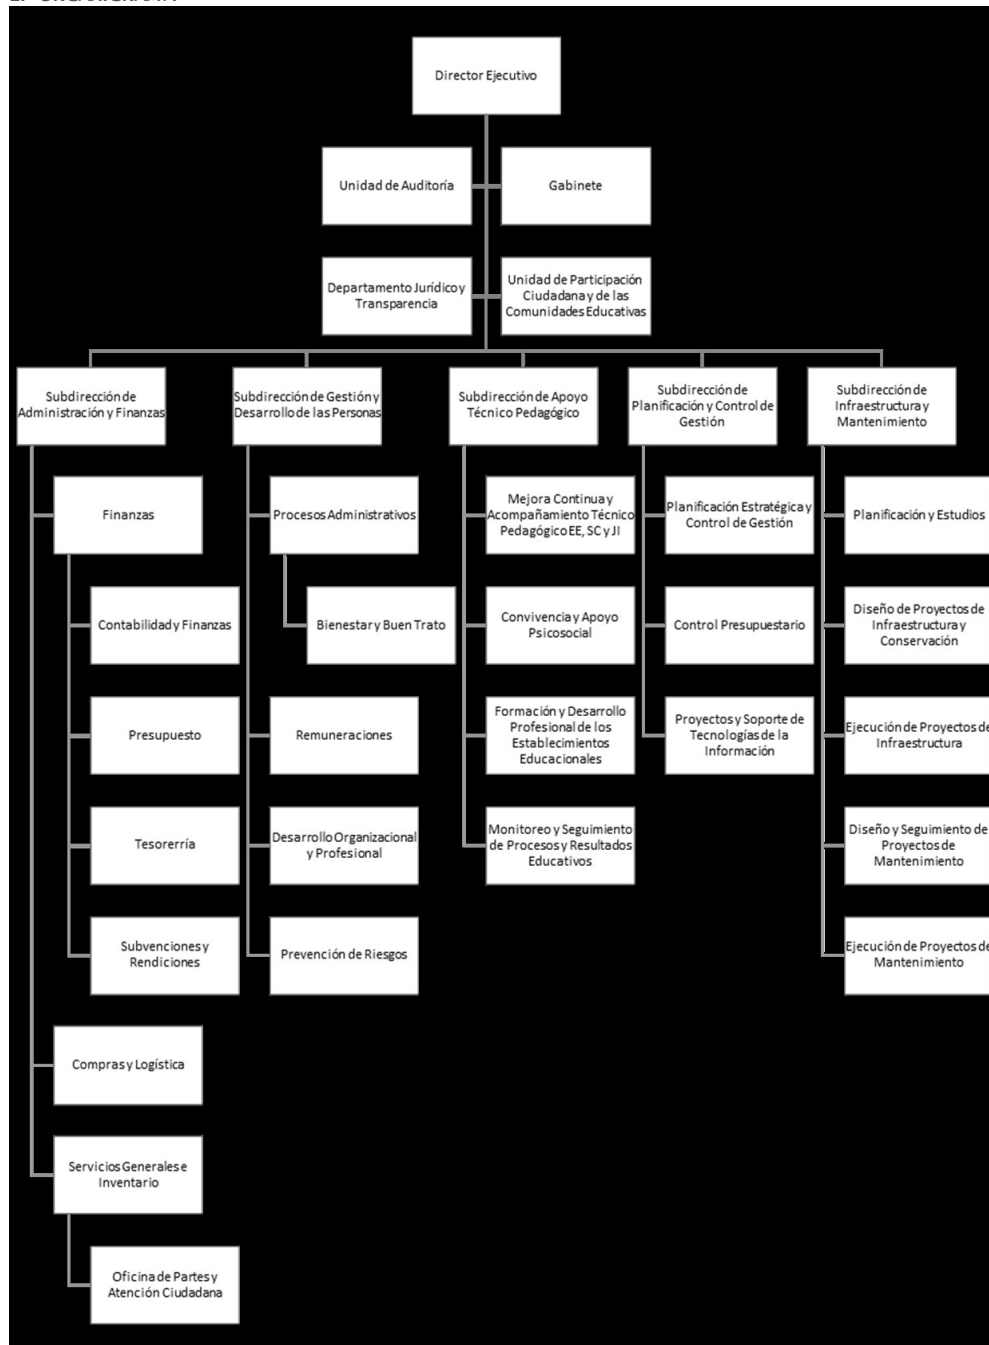 Director Ejecutivo
Unidad de Auditoría
Gabinete
Departamento Jurídico y
Transparencia
Unidad de Participación
Ciudadana y de las
Comunidades Educativas
Subdirección de
Administración y Finanzas
Subdirección de Gestión y
Desarrollo de las Personas
Subdirección de Apoyo
Técnico Pedagógico
Subdirección de
Planificación y Control de
Gestión
Subdirección de
Infraestructura y
Mantenimiento
Finanzas
Contabilidad y Finanzas
Presupuesto
Tesorerría
Subvenciones y
Rendiciones
Compras y Logística
Servicios Generales e
Inventario
Oficina de Partes y
Atención Ciudadana
Procesos Administrativos
Bienestar y Buen Trato
Remuneraciones
Desarrollo Organizacional
y Profesional
Prevención de Riesgos
Mejora Continua y
Acompañamiento Técnico
Pedagógico EE, SC y JI
Convivencia y Apoyo
Psicosocial
Formación y Desarrollo
Profesional de los
Establecimientos
Educacionales
Monitoreo y Seguimiento
de Procesos y Resultados
Educativos
Planificación Estratégica y
Control de Gestión
Control Presupuestario
Proyectos y Soporte de
Tecnologías de la
Información
Planificación y Estudios
Diseño de Proyectos de
Infraestructura y
Conservación
Ejecución de Proyectos de
Infraestructura
Diseño y Seguimiento de
Proyectos de
Mantenimiento
Ejecución de Proyectos de
Mantenimiento